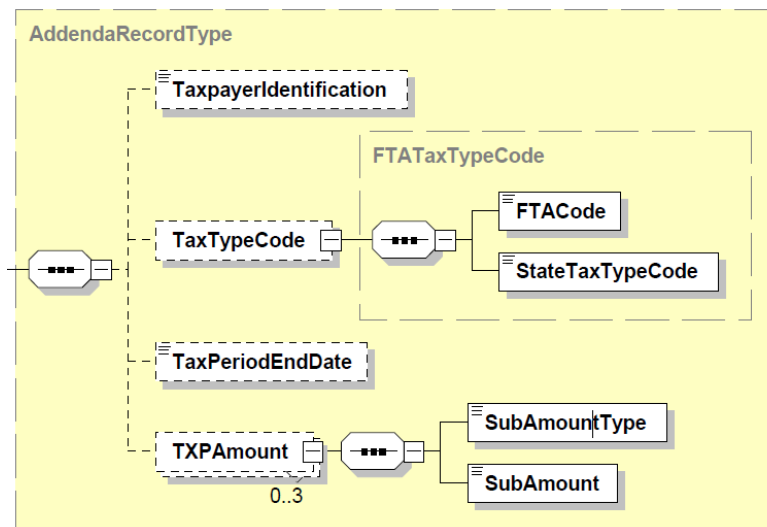 AddendaRecordType
TaxpayerIdentification
FTATaxTypeCode
FTACode
TaxTypeCode
StateTaxTypeCode
TaxPeriodEndDate
SubAmountType
TXPAmount
SubAmount
0..3